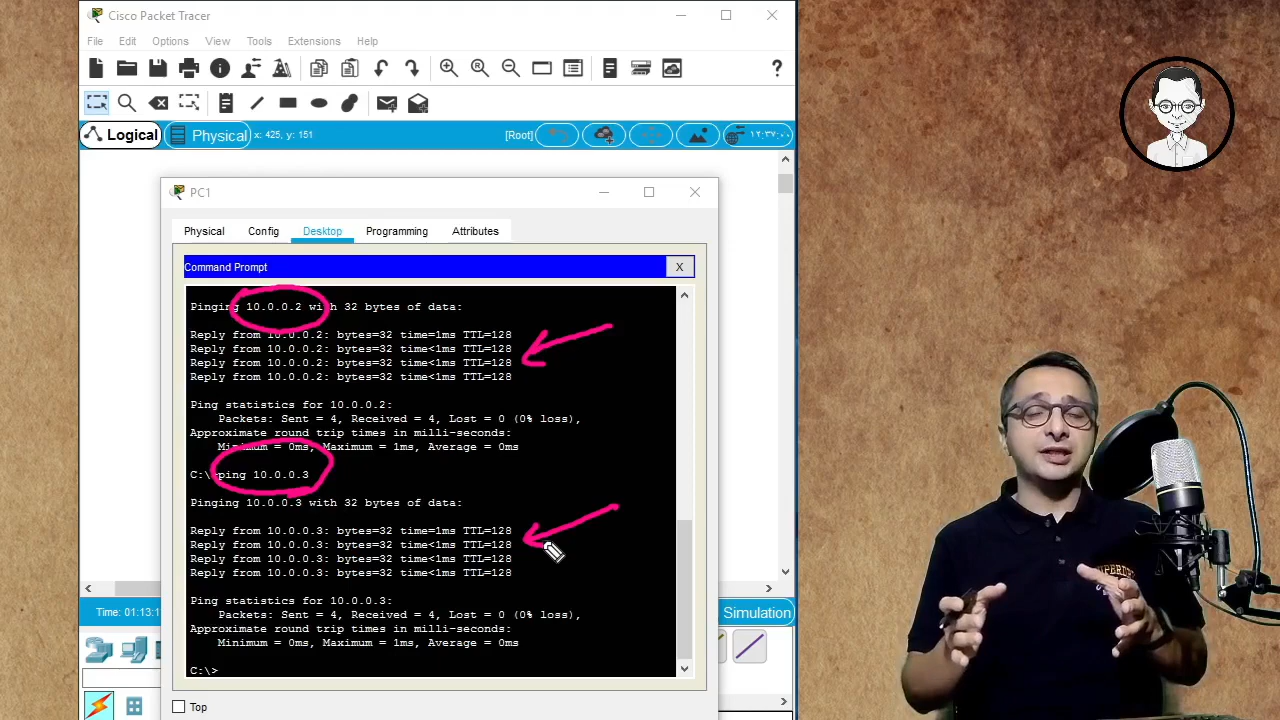 Cisco Packet Tracer
File Edit Options View Tools Extensions Help
Logical Physical x: 425, y: 151 [Root] ١٢:٣٧:٠٠
PC1
Physical Config Desktop Programming Attributes
Command Prompt X
Pinging 10.0.0.2 with 32 bytes of data:
Reply from 10.0.0.2: bytes=32 time=1ms TTL=128
Reply from 10.0.0.2: bytes=32 time<1ms TTL=128
Reply from 10.0.0.2: bytes=32 time<1ms TTL=128
Reply from 10.0.0.2: bytes=32 time<1ms TTL=128
Ping statistics for 10.0.0.2:
Packets: Sent = 4, Received = 4, Lost = 0 (0% loss),
Approximate round trip times in milli-seconds:
Minimum = 0ms, Maximum = 1ms, Average = 0ms
C:\>ping 10.0.0.3
Pinging 10.0.0.3 with 32 bytes of data:
Reply from 10.0.0.3: bytes=32 time=1ms TTL=128
Reply from 10.0.0.3: bytes=32 time<1ms TTL=128
Reply from 10.0.0.3: bytes=32 time<1ms TTL=128
Reply from 10.0.0.3: bytes=32 time<1ms TTL=128
Ping statistics for 10.0.0.3:
Packets: Sent = 4, Received = 4, Lost = 0 (0% loss),
Approximate round trip times in milli-seconds:
Minimum = 0ms, Maximum = 1ms, Average = 0ms
C:\>
Time: 01:13:1 Simulation
Top